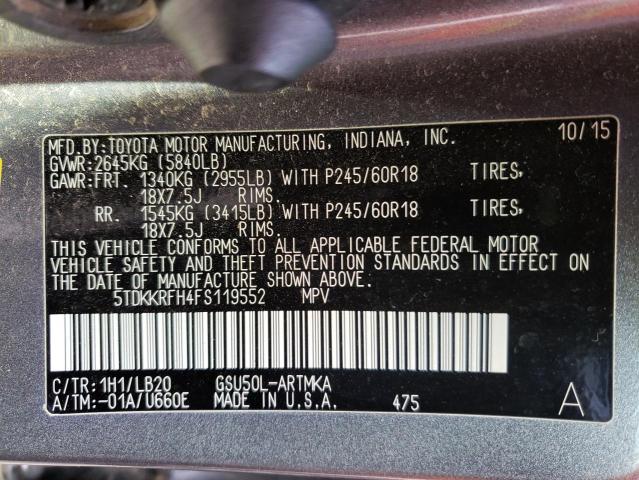 MFD.BY:TOYOTA MOTOR MANUFACTURING, INDIANA, INC. 10/15
GVWR:2645KG (5840LB)
GAWR:FRT. 1340KG (2955LB) WITH P245/60R18 TIRES,
18X7.5J RIMS.
RR. 1545KG (3415LB) WITH P245/60R18 TIRES,
18X7.5J RIMS.
THIS VEHICLE CONFORMS TO ALL APPLICABLE FEDERAL MOTOR
VEHICLE SAFETY AND THEFT PREVENTION STANDARDS IN EFFECT ON
THE DATE OF MANUFACTURE SHOWN ABOVE.
5TDKKRFH4FS119552 MPV
C/TR:1H1/LB20 GSU50L-ARTMKA
A/TM:-01A/U660E MADE IN U.S.A. 475 A